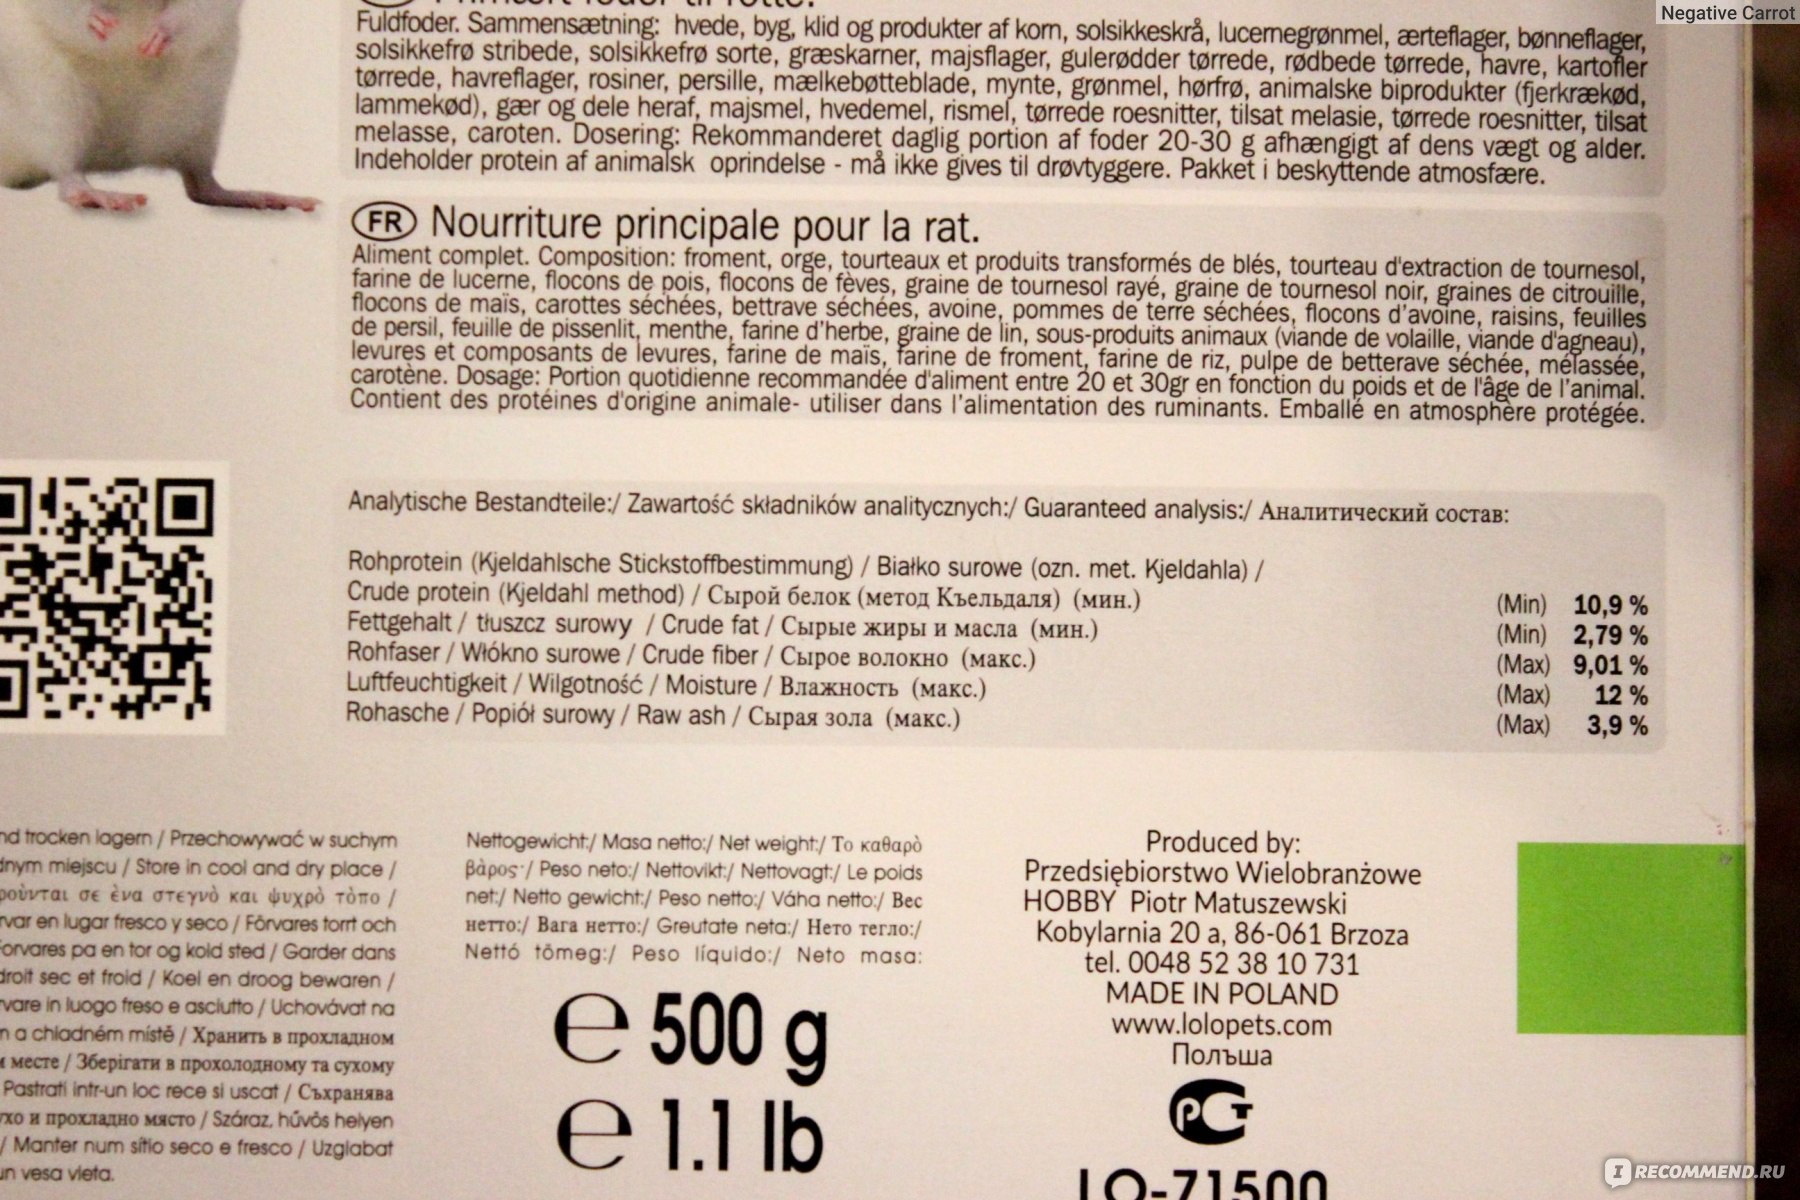 Negative Carrot
Primært foder til rotte.
Fuldfoder. Sammensætning: hvede, byg, klid og produkter af korn, solsikkeskrå, lucernegrønmel, ærteflager, bønneflager,
solsikkefrø stribede, solsikkefrø sorte, græskarner, majsflager, gulerødder tørrede, rødbede tørrede, havre, kartofler
tørrede, havreflager, rosiner, persille, mælkebøtteblade, mynte, grønmel, hørfrø, animalske biprodukter (fjerkrækød,
lammekød), gær og dele heraf, majsmel, hvedemel, rismel, tørrede roesnitter, tilsat melasie, tørrede roesnitter, tilsat
melasse, caroten. Dosering: Rekommanderet daglig portion af foder 20-30 g afhængigt af dens vægt og alder.
Indeholder protein af animalsk oprindelse - må ikke gives til drøvtyggere. Pakket i beskyttende atmosfære.
FR Nourriture principale pour la rat.
Aliment complet. Composition: froment, orge, tourteaux et produits transformés de blés, tourteau d'extraction de tournesol,
farine de lucerne, flocons de pois, flocons de fèves, graine de tournesol rayé, graine de tournesol noir, graines de citrouille,
flocons de maïs, carottes séchées, bettrave séchées, avoine, pommes de terre séchées, flocons d'avoine, raisins, feuilles
de persil, feuille de pissenlit, menthe, farine d'herbe, graine de lin, sous-produits animaux (viande de volaille, viande d'agneau),
levures et composants de levures, farine de maïs, farine de froment, farine de riz, pulpe de betterave séchée, mélassée,
carotène. Dosage: Portion quotidienne recommandée d'aliment entre 20 et 30gr en fonction du poids et de l'âge de l'animal.
Contient des protéines d'origine animale- utiliser dans l'alimentation des ruminants. Emballé en atmosphère protégée.
Analytische Bestandteile:/ Zawartość składników analitycznych:/ Guaranteed analysis:/ Аналитический состав:
Rohprotein (Kjeldahlsche Stickstoffbestimmung) / Białko surowe (ozn. met. Kjeldahla) /
Crude protein (Kjeldahl method) / Сырой белок (метод Къельдаля) (мин.) (Min) 10,9 %
Fettgehalt / tłuszcz surowy / Crude fat / Сырые жиры и масла (мин.) (Min) 2,79 %
Rohfaser / Włókno surowe / Crude fiber / Сырое волокно (макс.) (Max) 9,01 %
Luftfeuchtigkeit / Wilgotność / Moisture / Влажность (макс.) (Max) 12 %
Rohasche / Popiół surowy / Raw ash / Сырая зола (макс.) (Max) 3,9 %
nd trocken lagern / Przechowywać w suchym
dnym miejscu / Store in cool and dry place /
ρούνται σε ένα στεγνό και ψυχρό τόπο /
rvar en lugar fresco y seco / Förvares torrt och
orvares pa en tor og kold sted / Garder dans
droit sec et froid / Koel en droog bewaren /
rvare in luogo freso e asciutto / Uchovávat na
m a chladném místě / Хранить в прохладном
м месте / Зберігати в прохолодному та сухому
Pastrati intr-un loc rece si uscat / Съхранява
ухо и прохладно място / Száraz, hűvös helyen
/ Manter num sítio seco e fresco / Uzglabat
un vesa vieta.
Nettogewicht:/ Masa netto:/ Net weight:/ Το καθαρὸ
βὰρος·/ Peso neto:/ Nettovikt:/ Nettovagt:/ Le poids
net:/ Netto gewicht:/ Peso netto:/ Váha netto:/ Вес
нетто:/ Вага нетто:/ Greutate neta:/ Нето тегло:/
Nettó tömeg:/ Peso líquido:/ Neto masa:
℮ 500 g
℮ 1.1 lb
Produced by:
Przedsiębiorstwo Wielobranżowe
HOBBY Piotr Matuszewski
Kobylarnia 20 a, 86-061 Brzoza
tel. 0048 52 38 10 731
MADE IN POLAND
www.lolopets.com
Полъша
РСТ
LO-71500
IRECOMMEND.RU